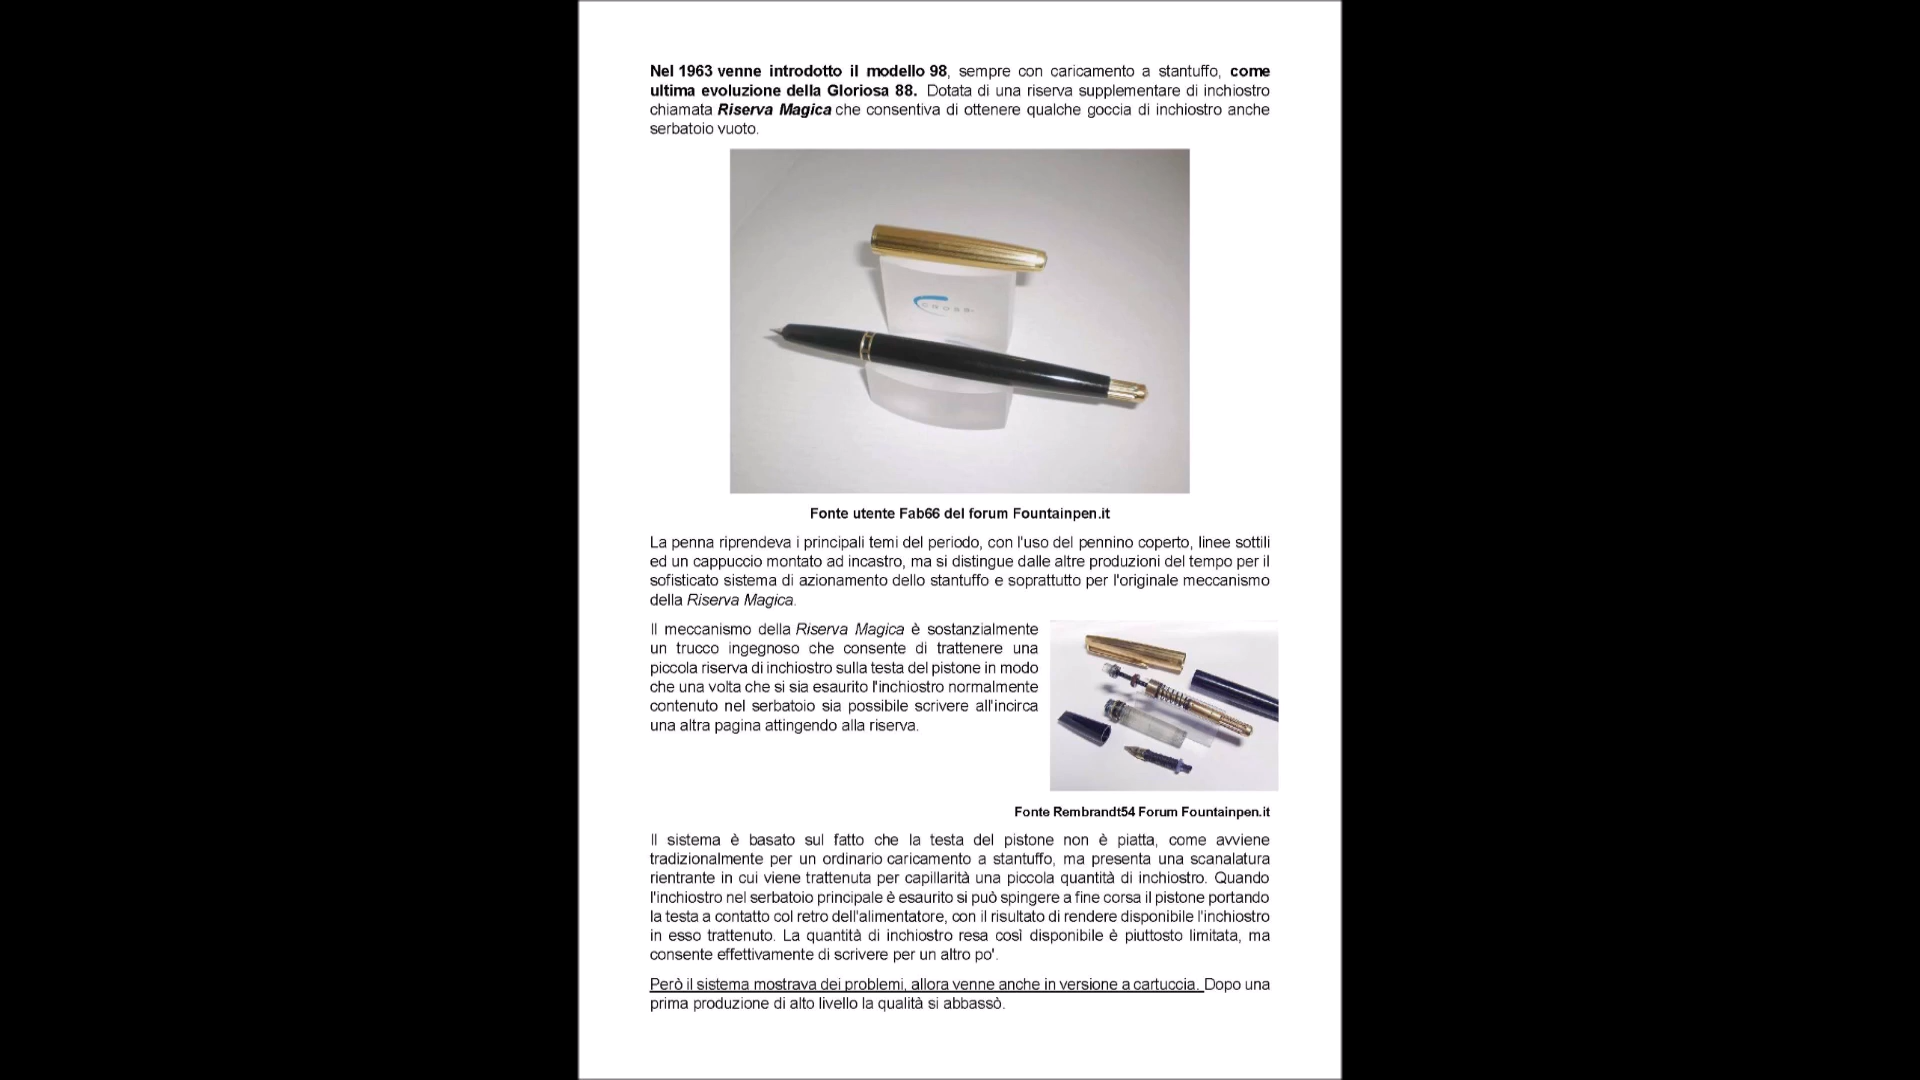 Nel 1963 venne introdotto il modello 98, sempre con caricamento a stantuffo, come
ultima evoluzione della Gloriosa 88. Dotata di una riserva supplementare di inchiostro
chiamata Riserva Magica che consentiva di ottenere qualche goccia di inchiostro anche
serbatoio vuoto.
CROSS
Fonte utente Fab66 del forum Fountainpen.it
La penna riprendeva i principali temi del periodo, con l'uso del pennino coperto, linee sottili
ed un cappuccio montato ad incastro, ma si distingue dalle altre produzioni del tempo per il
sofisticato sistema di azionamento dello stantuffo e soprattutto per l'originale meccanismo
della Riserva Magica.
Il meccanismo della Riserva Magica è sostanzialmente
un trucco ingegnoso che consente di trattenere una
piccola riserva di inchiostro sulla testa del pistone in modo
che una volta che si sia esaurito l'inchiostro normalmente
contenuto nel serbatoio sia possibile scrivere all'incirca
una altra pagina attingendo alla riserva.
Fonte Rembrandt54 Forum Fountainpen.it
Il sistema è basato sul fatto che la testa del pistone non è piatta, come avviene
tradizionalmente per un ordinario caricamento a stantuffo, ma presenta una scanalatura
rientrante in cui viene trattenuta per capillarità una piccola quantità di inchiostro. Quando
l'inchiostro nel serbatoio principale è esaurito si può spingere a fine corsa il pistone portando
la testa a contatto col retro dell'alimentatore, con il risultato di rendere disponibile l'inchiostro
in esso trattenuto. La quantità di inchiostro resa così disponibile è piuttosto limitata, ma
consente effettivamente di scrivere per un altro po'.
Però il sistema mostrava dei problemi, allora venne anche in versione a cartuccia. Dopo una
prima produzione di alto livello la qualità si abbassò.